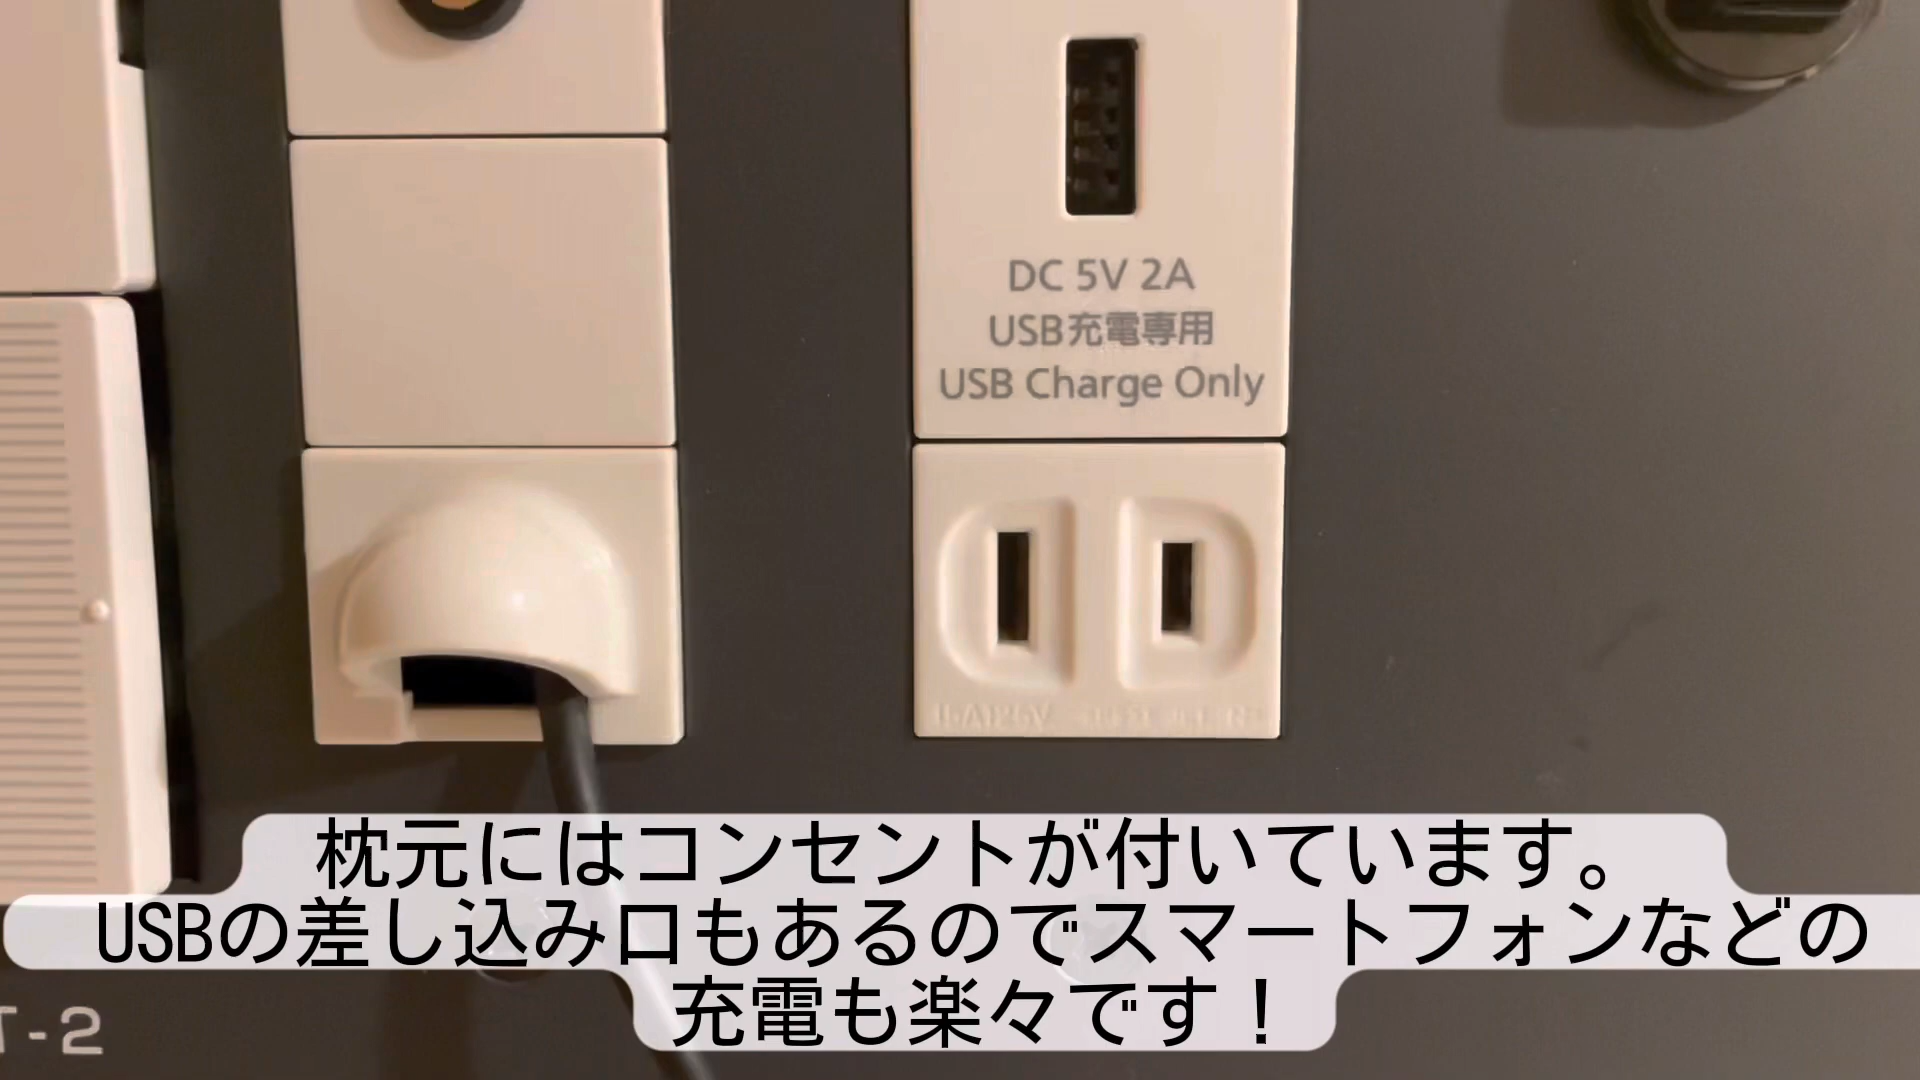 DC 5V 2A
USB充電専用
USB Charge Only
15A125V
枕元にはコンセントが付いています。
USBの差し込み口もあるのでスマートフォンなどの
充電も楽々です！
T-2